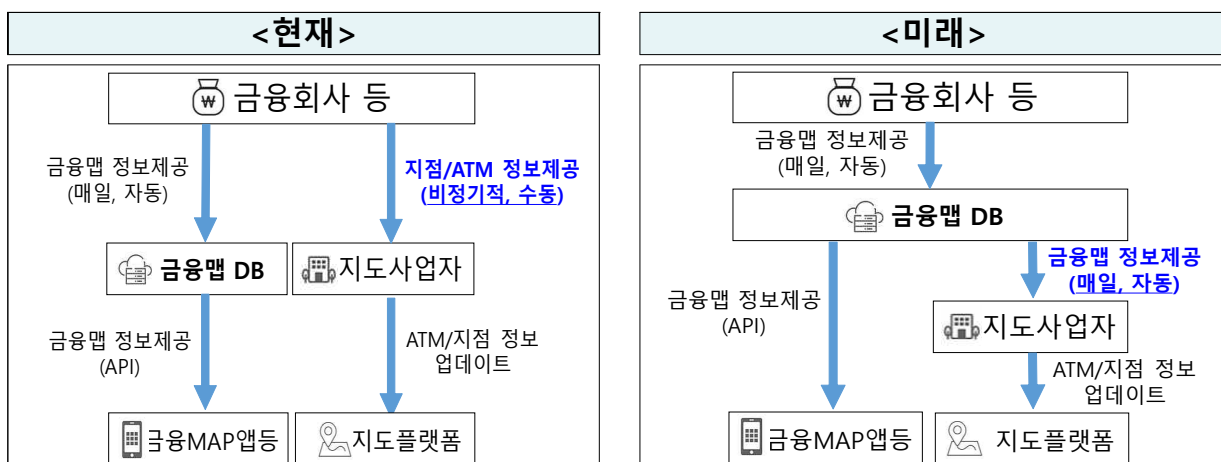 <현재>
금융회사 등
금융맵 정보제공
(매일, 자동)
지점/ATM 정보제공
(비정기적, 수동)
금융맵 DB
지도사업자
금융맵 정보제공
(API)
ATM/지점 정보
업데이트
금융MAP앱등
지도플랫폼
<미래>
금융회사 등
금융맵 정보제공
(매일, 자동)
금융맵 DB
금융맵 정보제공
(매일, 자동)
금융맵 정보제공
(API)
지도사업자
ATM/지점 정보
업데이트
금융MAP앱등
지도플랫폼